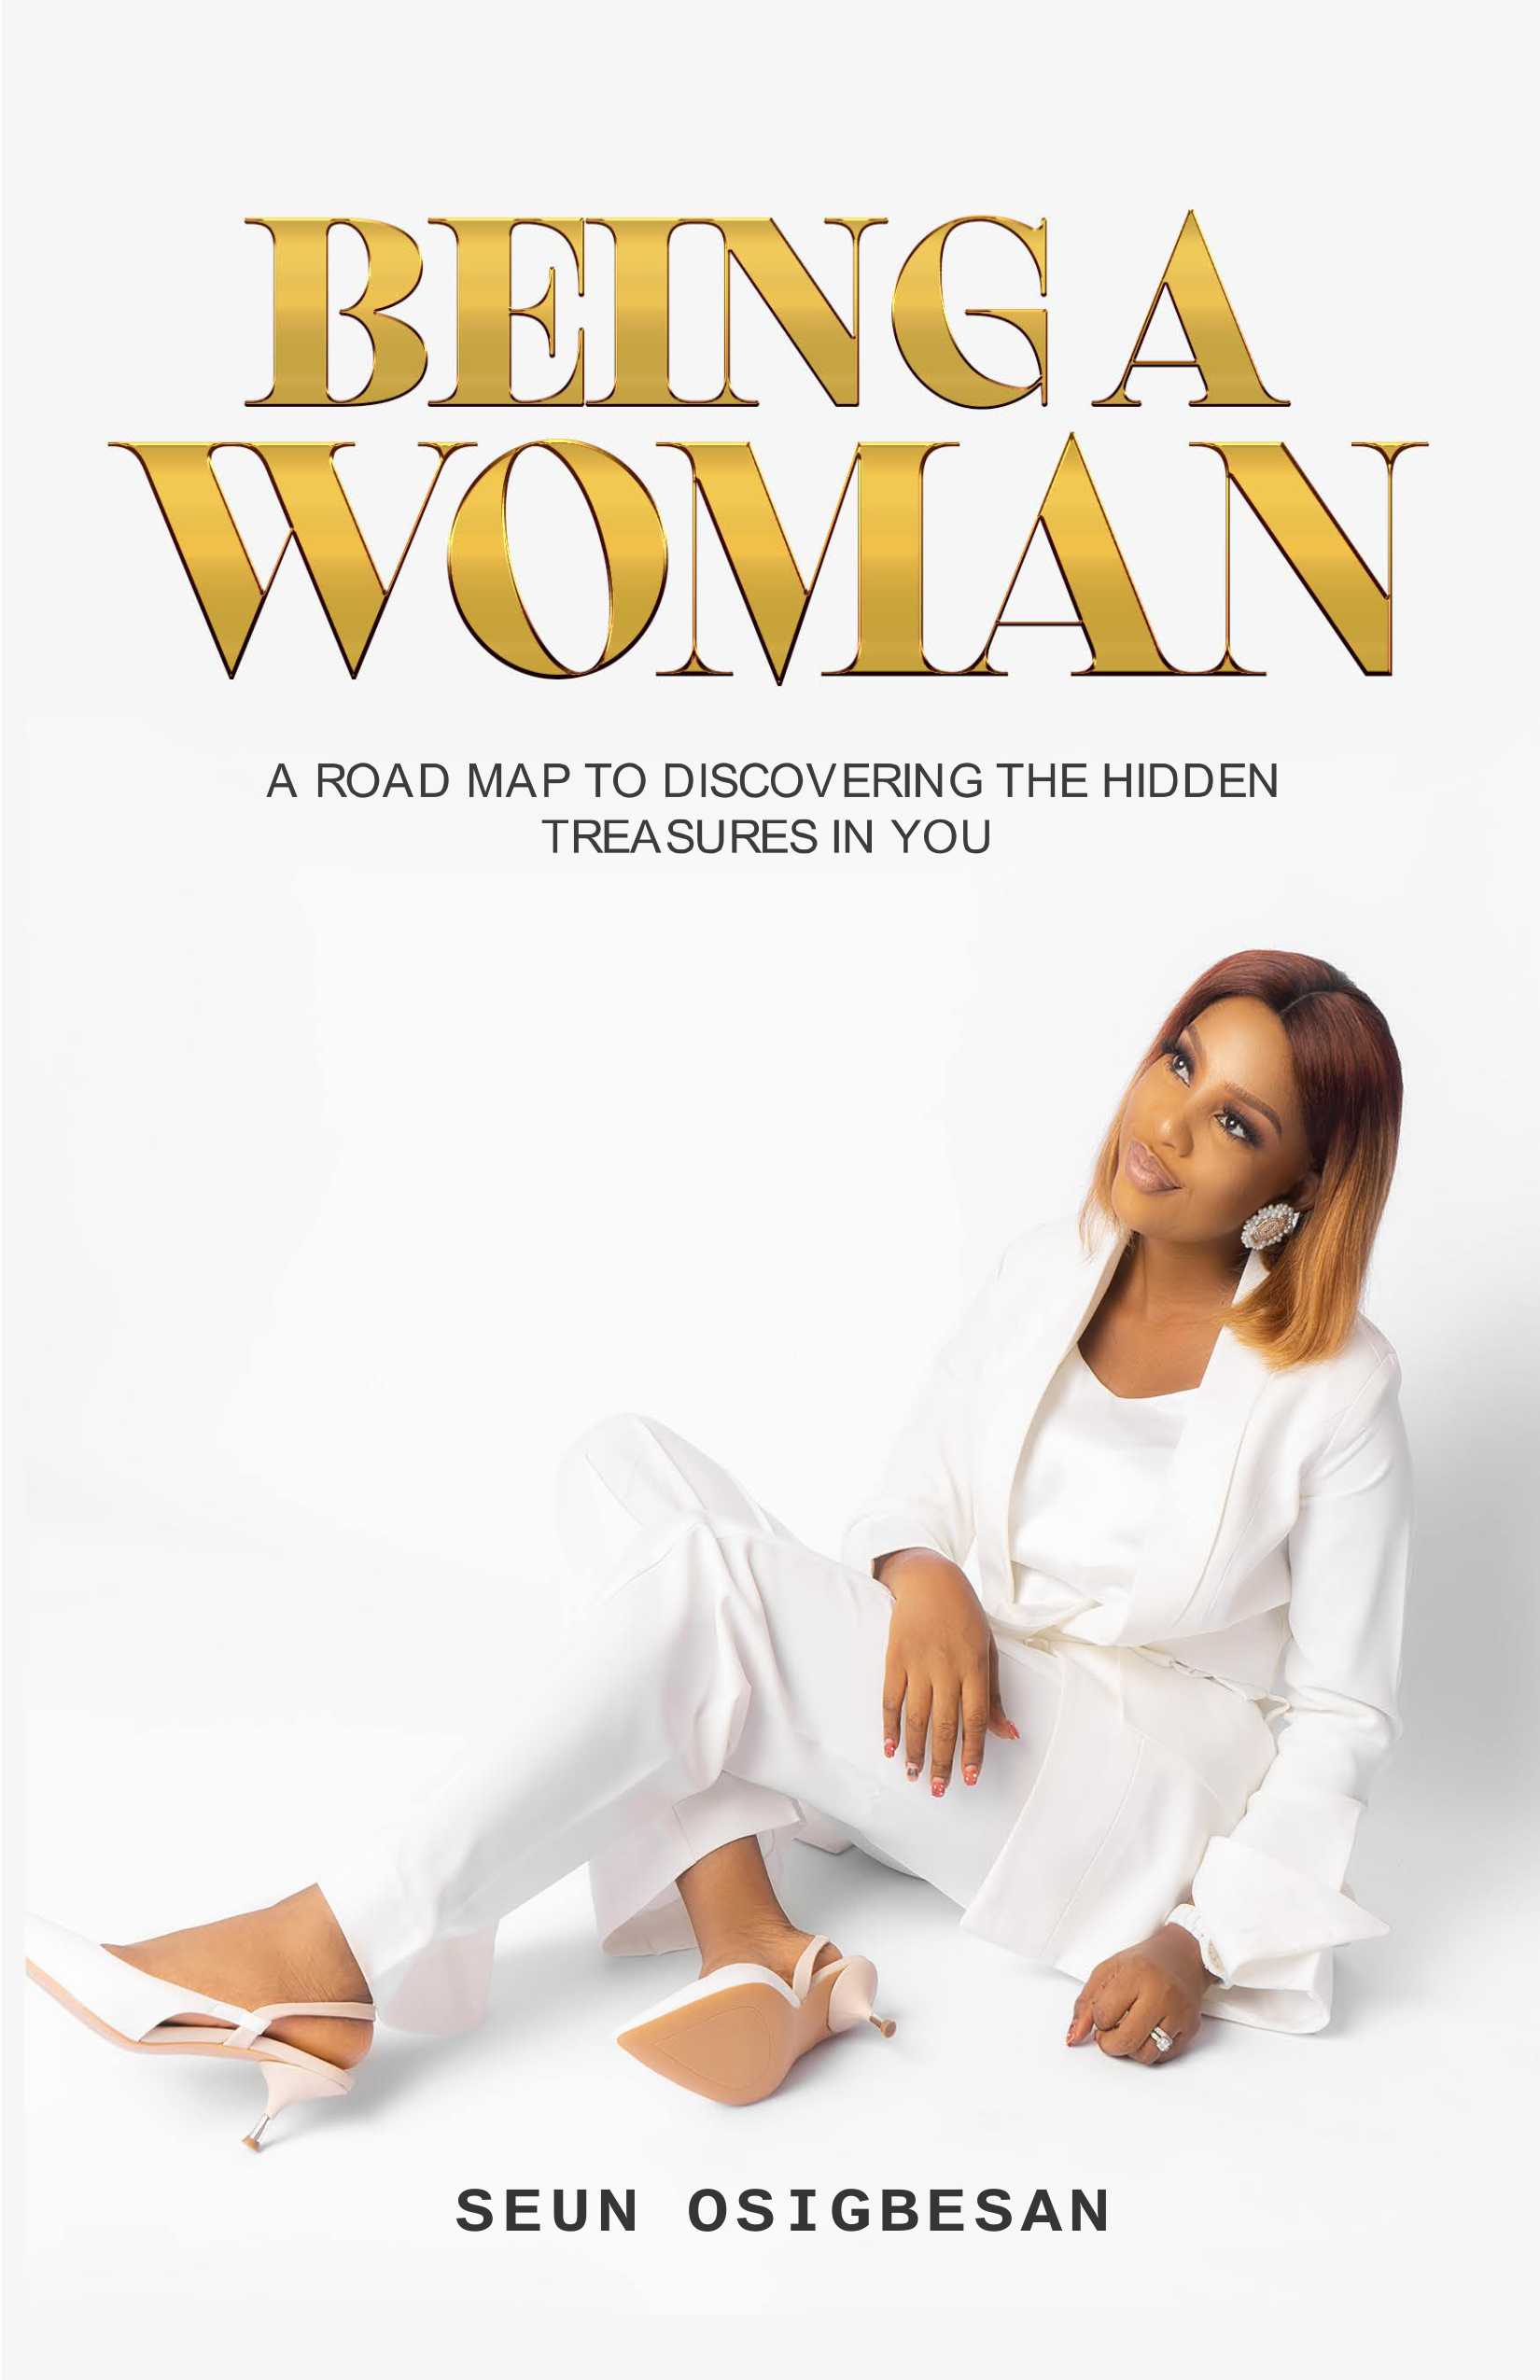 BEING A
WOMAN
A ROAD MAP TO DISCOVERING THE HIDDEN
TREASURES IN YOU
SEUN OSIGBESAN